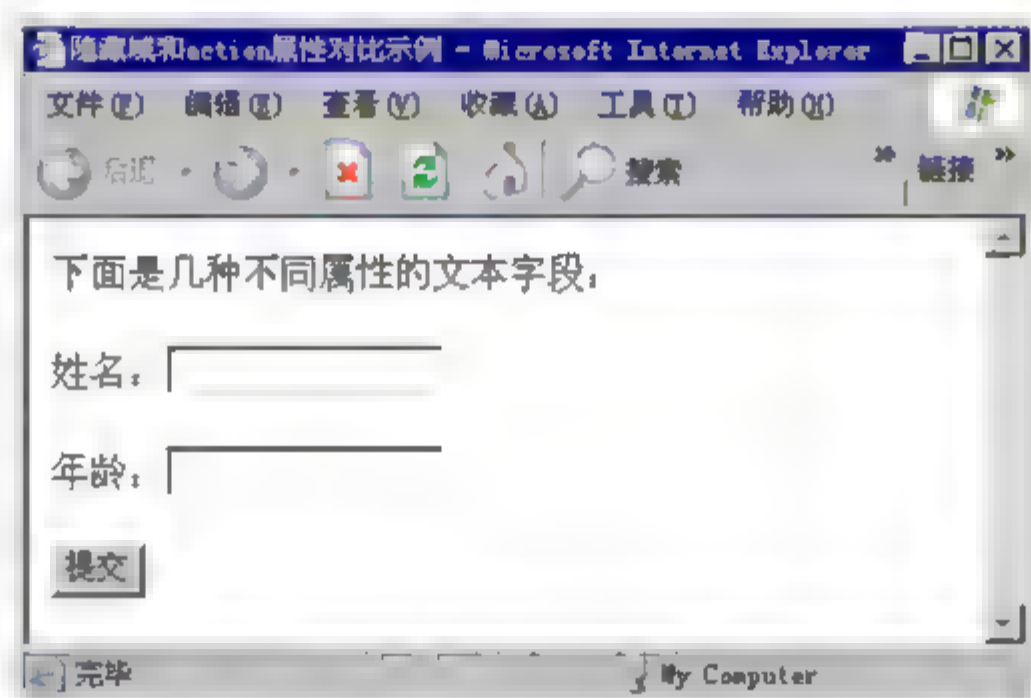 隐藏域和action属性对比示例 - Microsoft Internet Explorer
文件(F) 编辑(E) 查看(V) 收藏(A) 工具(T) 帮助(H)
后退 搜索 链接 »
下面是几种不同属性的文本字段：
姓名：
年龄：
提交
完毕 My Computer